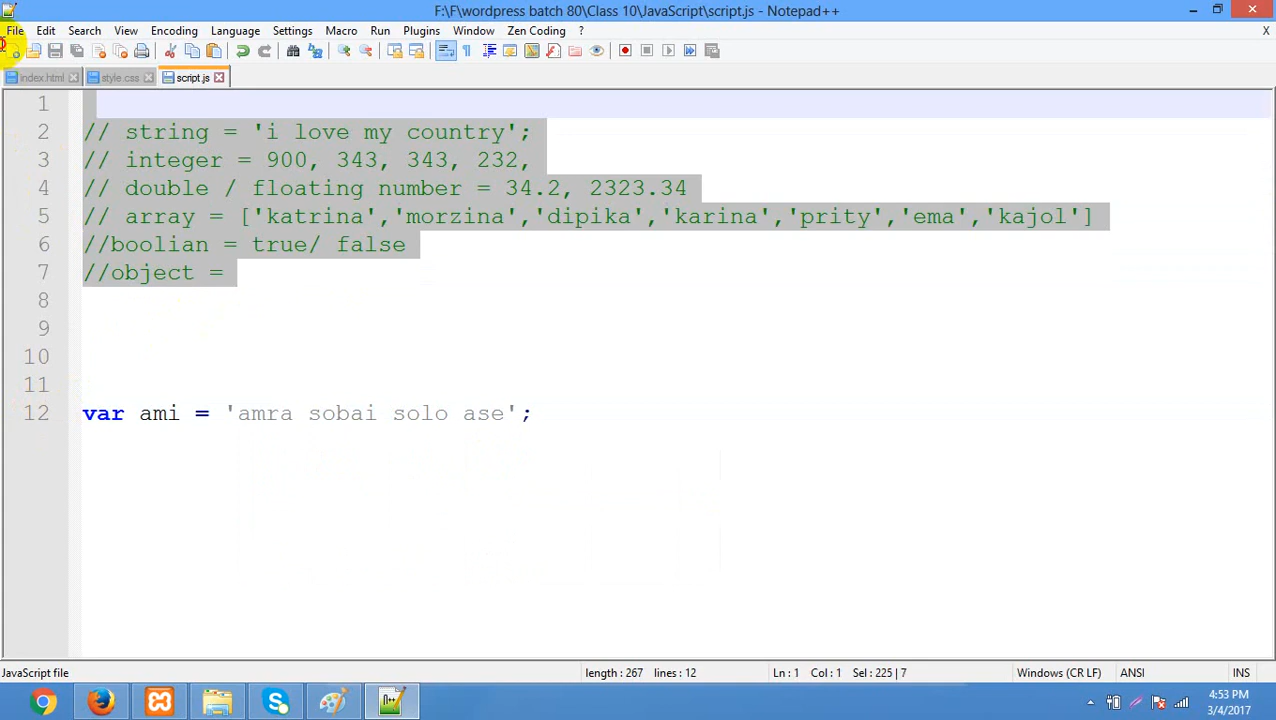 F:\F\wordpress batch 80\Class 10\JavaScript\script.js - Notepad++
File Edit Search View Encoding Language Settings Macro Run Plugins Window Zen Coding ? X
index.html style.css script.js
1
2 // string = 'i love my country';
3 // integer = 900, 343, 343, 232,
4 // double / floating number = 34.2, 2323.34
5 // array = ['katrina','morzina','dipika','karina','prity','ema','kajol']
6 //boolian = true/ false
7 //object =
8
9
10
11
12 var ami = 'amra sobai solo ase';
JavaScript file length : 267 lines : 12 Ln : 1 Col : 1 Sel : 225 | 7 Windows (CR LF) ANSI INS
4:53 PM
3/4/2017